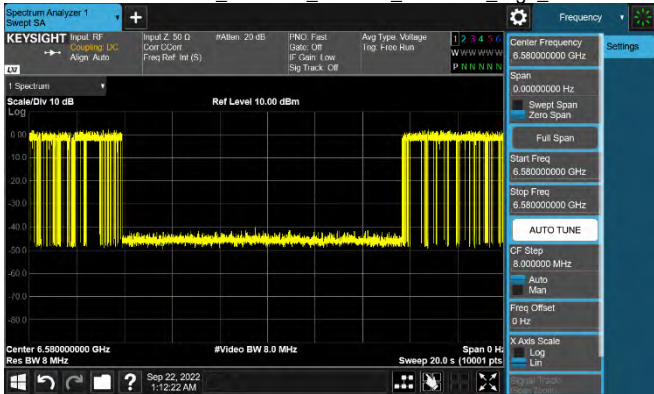 Spectrum Analyzer 1
Swept SA
Frequency
KEYSIGHT Input: RF
Coupling: DC
Align: Auto
Input Z: 50 Ω
Corr CCorr
Freq Ref: Int (S)
#Atten: 20 dB
PNO: Fast
Gate: Off
IF Gain: Low
Sig Track: Off
Avg Type: Voltage
Trig: Free Run
1 2 3 4 5 6
W W W W W W
P N N N N N
LXI
1 Spectrum
Scale/Div 10 dB
Ref Level 10.00 dBm
Log
0.00
-10.0
-20.0
-30.0
-40.0
-50.0
-60.0
-70.0
-80.0
Center 6.580000000 GHz
#Video BW 8.0 MHz
Span 0 Hz
Res BW 8 MHz
Sweep 20.0 s (10001 pts
Sep 22, 2022
1:12:22 AM
Center Frequency
6.580000000 GHz
Settings
Span
0.00000000 Hz
Swept Span
Zero Span
Full Span
Start Freq
6.580000000 GHz
Stop Freq
6.580000000 GHz
AUTO TUNE
CF Step
8.000000 MHz
Auto
Man
Freq Offset
0 Hz
X Axis Scale
Log
Lin
Signal Track
(Span Zoom)